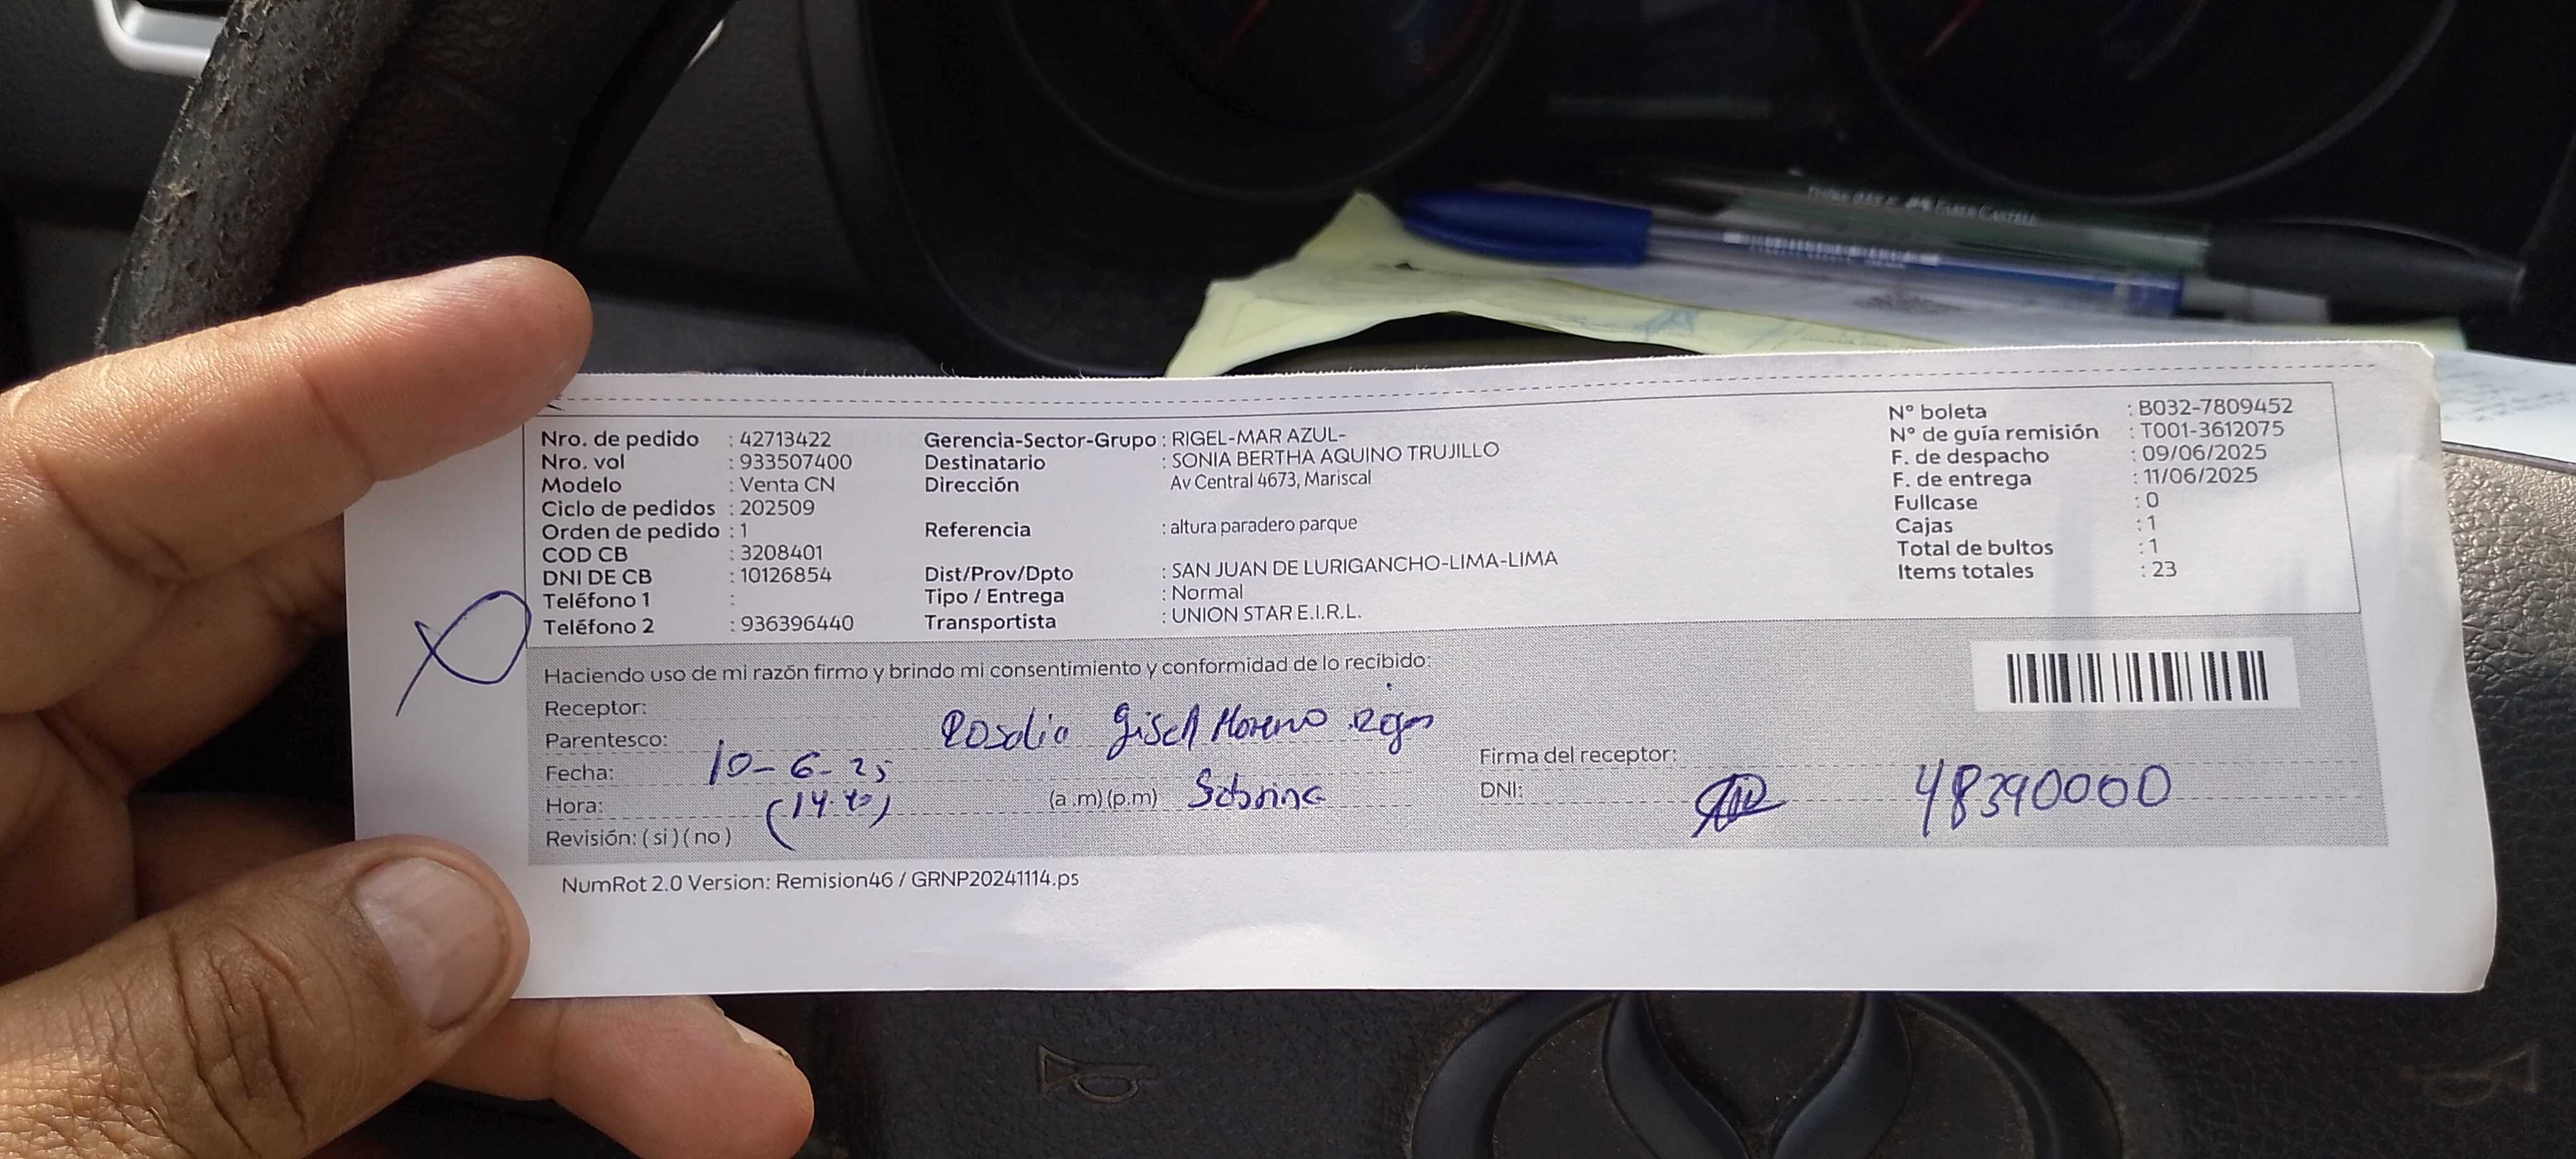 Nro. de pedido : 42713422
Nro. vol : 933507400
Modelo : Venta CN
Ciclo de pedidos : 202509
Orden de pedido : 1
COD CB : 3208401
DNI DE CB : 10126854
Teléfono 1 :
Teléfono 2 : 936396440
Gerencia-Sector-Grupo : RIGEL-MAR AZUL-
Destinatario : SONIA BERTHA AQUINO TRUJILLO
Dirección Av Central 4673, Mariscal
Referencia : altura paradero parque
Dist/Prov/Dpto : SAN JUAN DE LURIGANCHO-LIMA-LIMA
Tipo / Entrega : Normal
Transportista : UNION STAR E.I.R.L.
N° boleta : B032-7809452
N° de guía remisión : T001-3612075
F. de despacho : 09/06/2025
F. de entrega : 11/06/2025
Fullcase : 0
Cajas : 1
Total de bultos : 1
Items totales : 23
Haciendo uso de mi razón firmo y brindo mi consentimiento y conformidad de lo recibido:
Receptor: Rosalia Gisell Moreno
Parentesco:
Fecha: 10-6-25
Hora: (a.m) (p.m) Sobrina
Revisión: ( si ) ( no )
Firma del receptor:
DNI: 48390000
NumRot 2.0 Version: Remision46 / GRNP20241114.ps